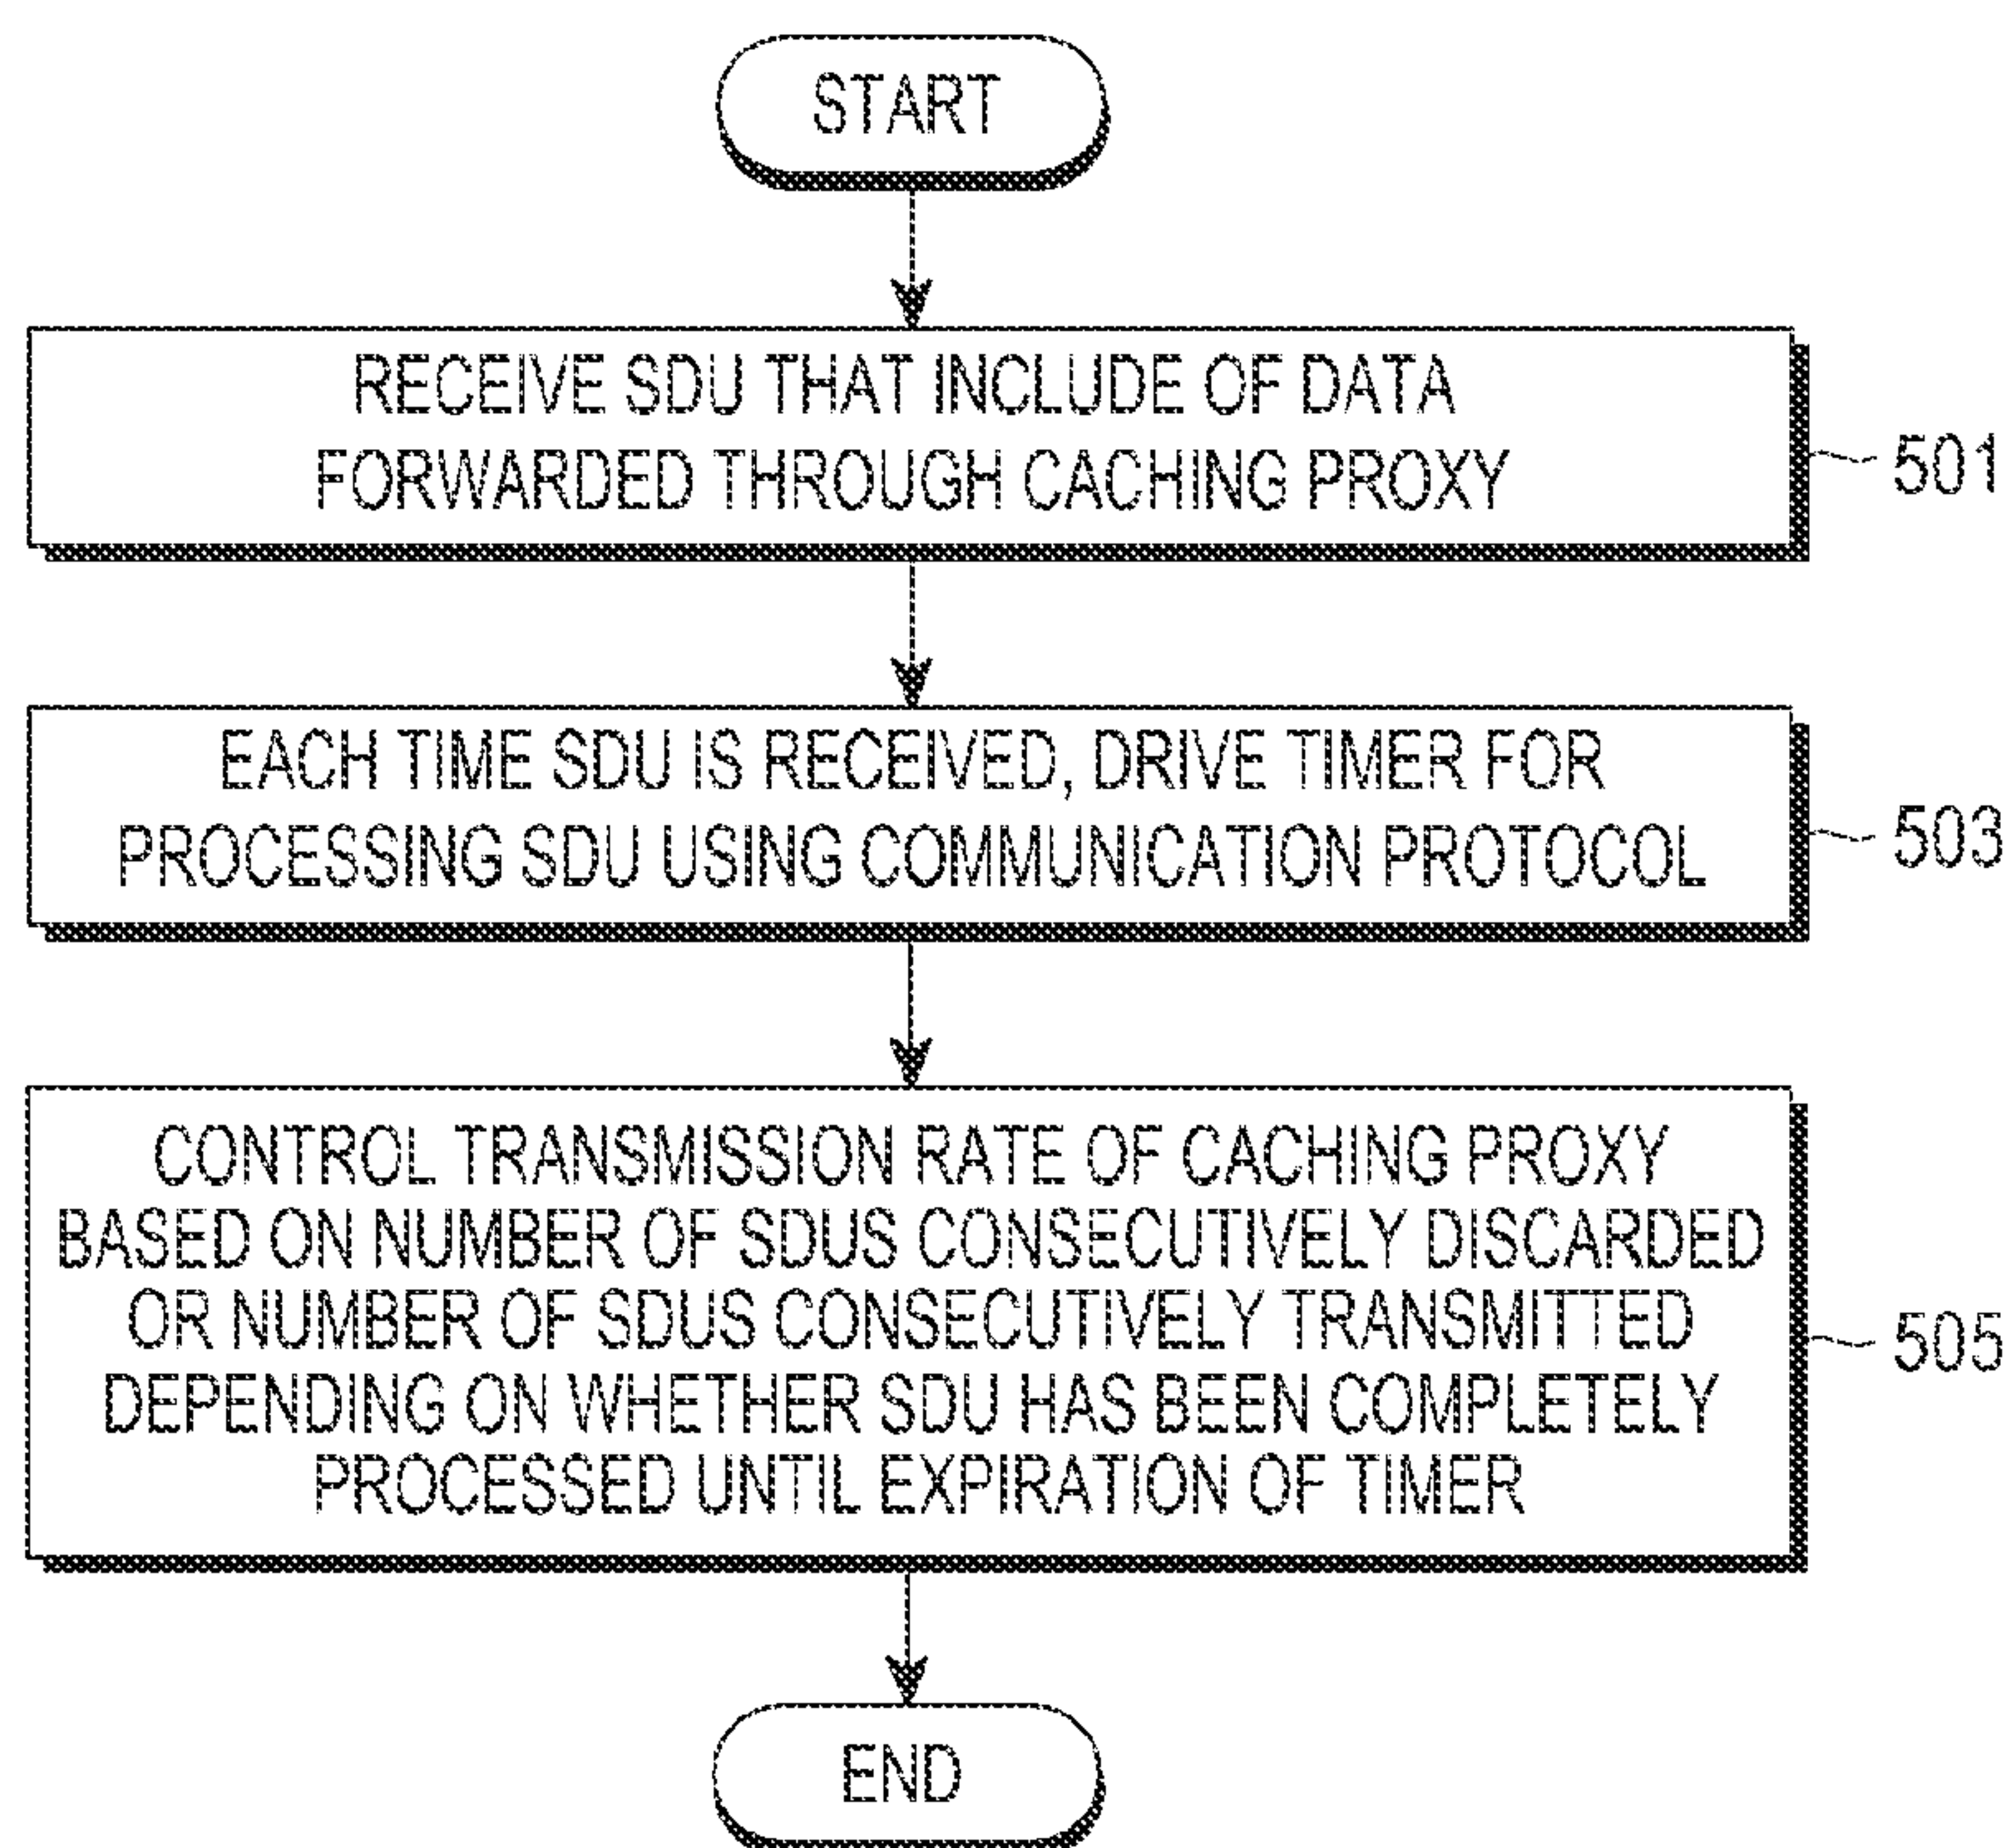 START
RECEIVE SDU THAT INCLUDE OF DATA
FORWARDED THROUGH CACHING PROXY
501
EACH TIME SDU IS RECEIVED, DRIVE TIMER FOR
PROCESSING SDU USING COMMUNICATION PROTOCOL
503
CONTROL TRANSMISSION RATE OF CACHING PROXY
BASED ON NUMBER OF SDUS CONSECUTIVELY DISCARDED
OR NUMBER OF SDUS CONSECUTIVELY TRANSMITTED
DEPENDING ON WHETHER SDU HAS BEEN COMPLETELY
PROCESSED UNTIL EXPIRATION OF TIMER
505
END